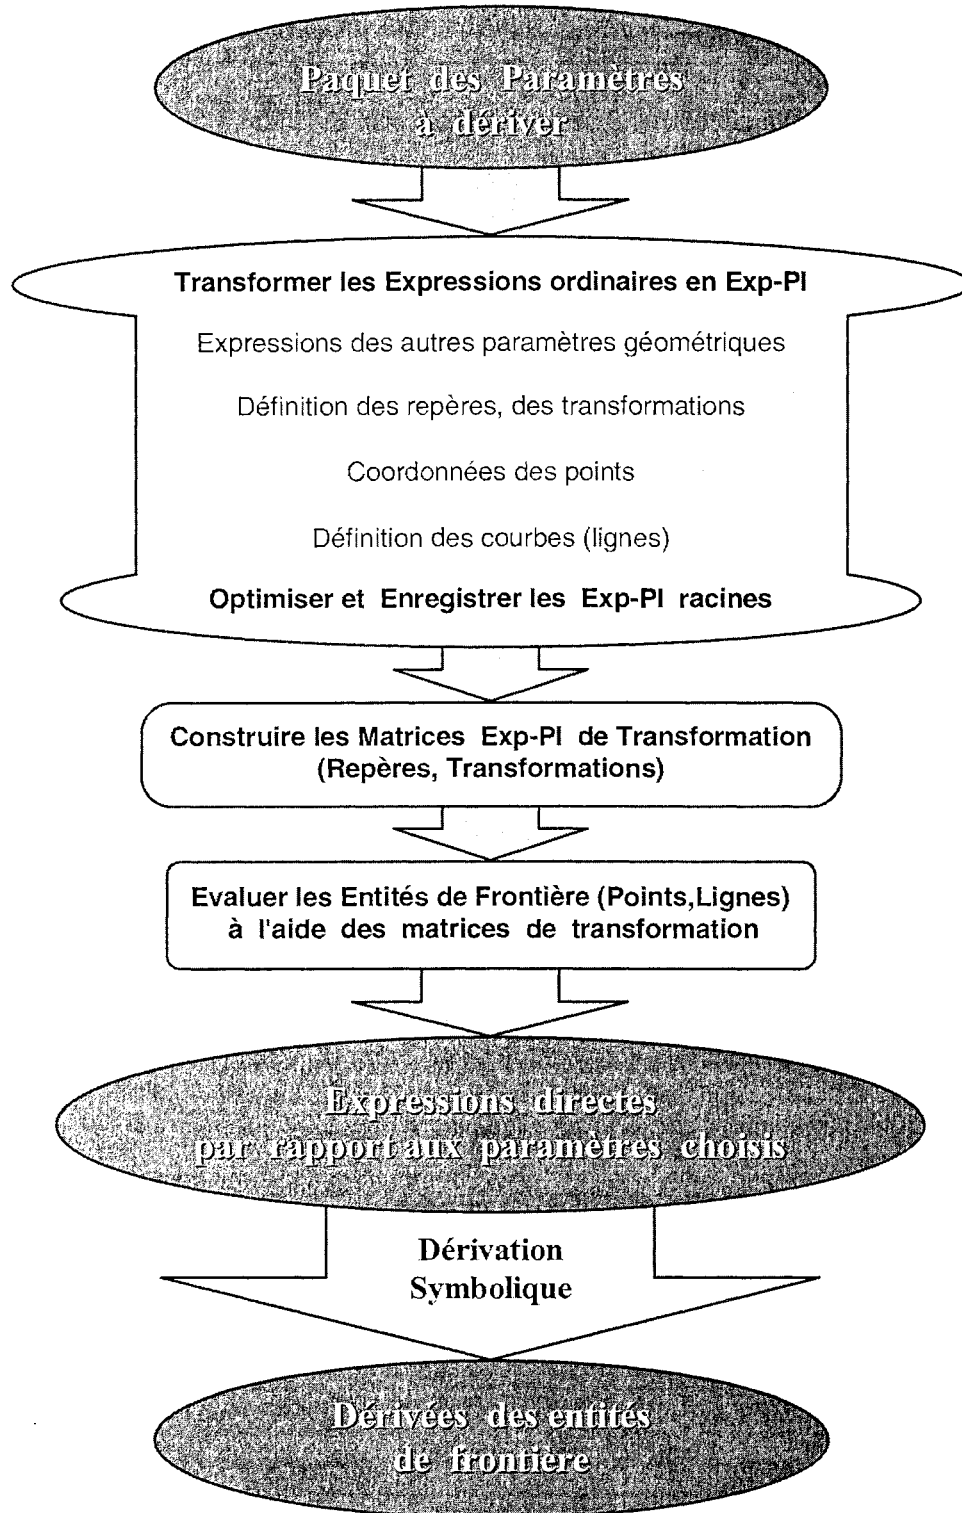 Paquet des Paramètres
à dériver
Transformer les Expressions ordinaires en Exp-PI
Expressions des autres paramètres géométriques
Définition des repères, des transformations
Coordonnées des points
Définition des courbes (lignes)
Optimiser et Enregistrer les Exp-PI racines
Construire les Matrices Exp-PI de Transformation
(Repères, Transformations)
Evaluer les Entités de Frontière (Points,Lignes)
à l'aide des matrices de transformation
Expressions directes
par rapport aux paramètres choisis
Dérivation
Symbolique
Dérivées des entités
de frontière